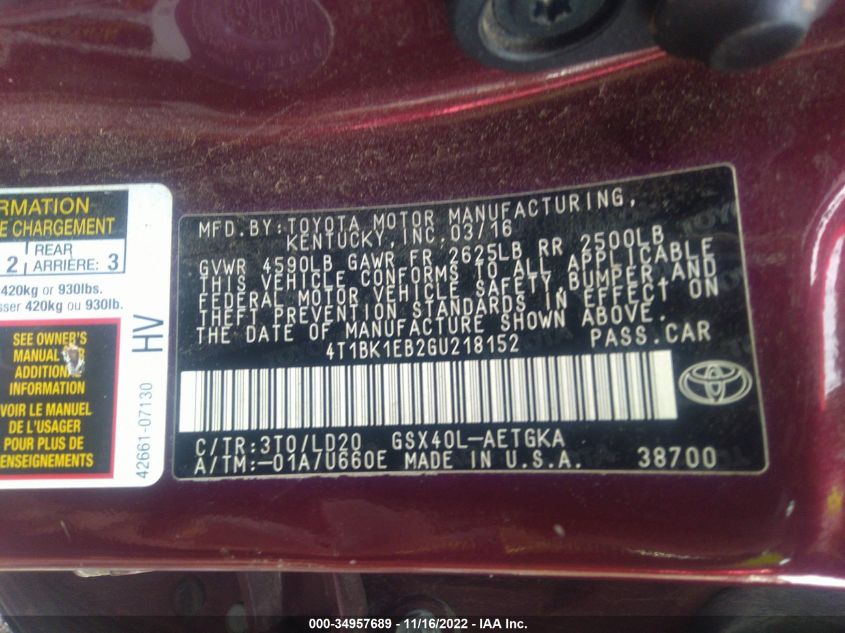 RMATION
E CHARGEMENT
2 REAR ARRIÈRE: 3
420kg or 930lbs.
sser 420kg ou 930lb.
SEE OWNER'S
MANUAL
ADDITIONAL
INFORMATION
VOIR LE MANUEL
DE L'USAGER
POUR PLUS DE
ENSEIGNEMENTS
HV
42661-07130
MFD.BY:TOYOTA MOTOR MANUFACTURING,
KENTUCKY,INC.03/16
GVWR 4590LB GAWR FR 2625LB RR 2500LB
THIS VEHICLE CONFORMS TO ALL APPLICABLE
FEDERAL MOTOR VEHICLE SAFETY,BUMPER,AND
THEFT PREVENTION STANDARDS IN EFFECT ON
THE DATE OF MANUFACTURE SHOWN ABOVE.
4T1BK1EB2GU218152 PASS.CAR
C/TR:3T0/LD20 GSX40L-AETGKA
A/TM:-01A/U660E MADE IN U.S.A. 38700
000-34957689 - 11/16/2022 - IAA Inc.